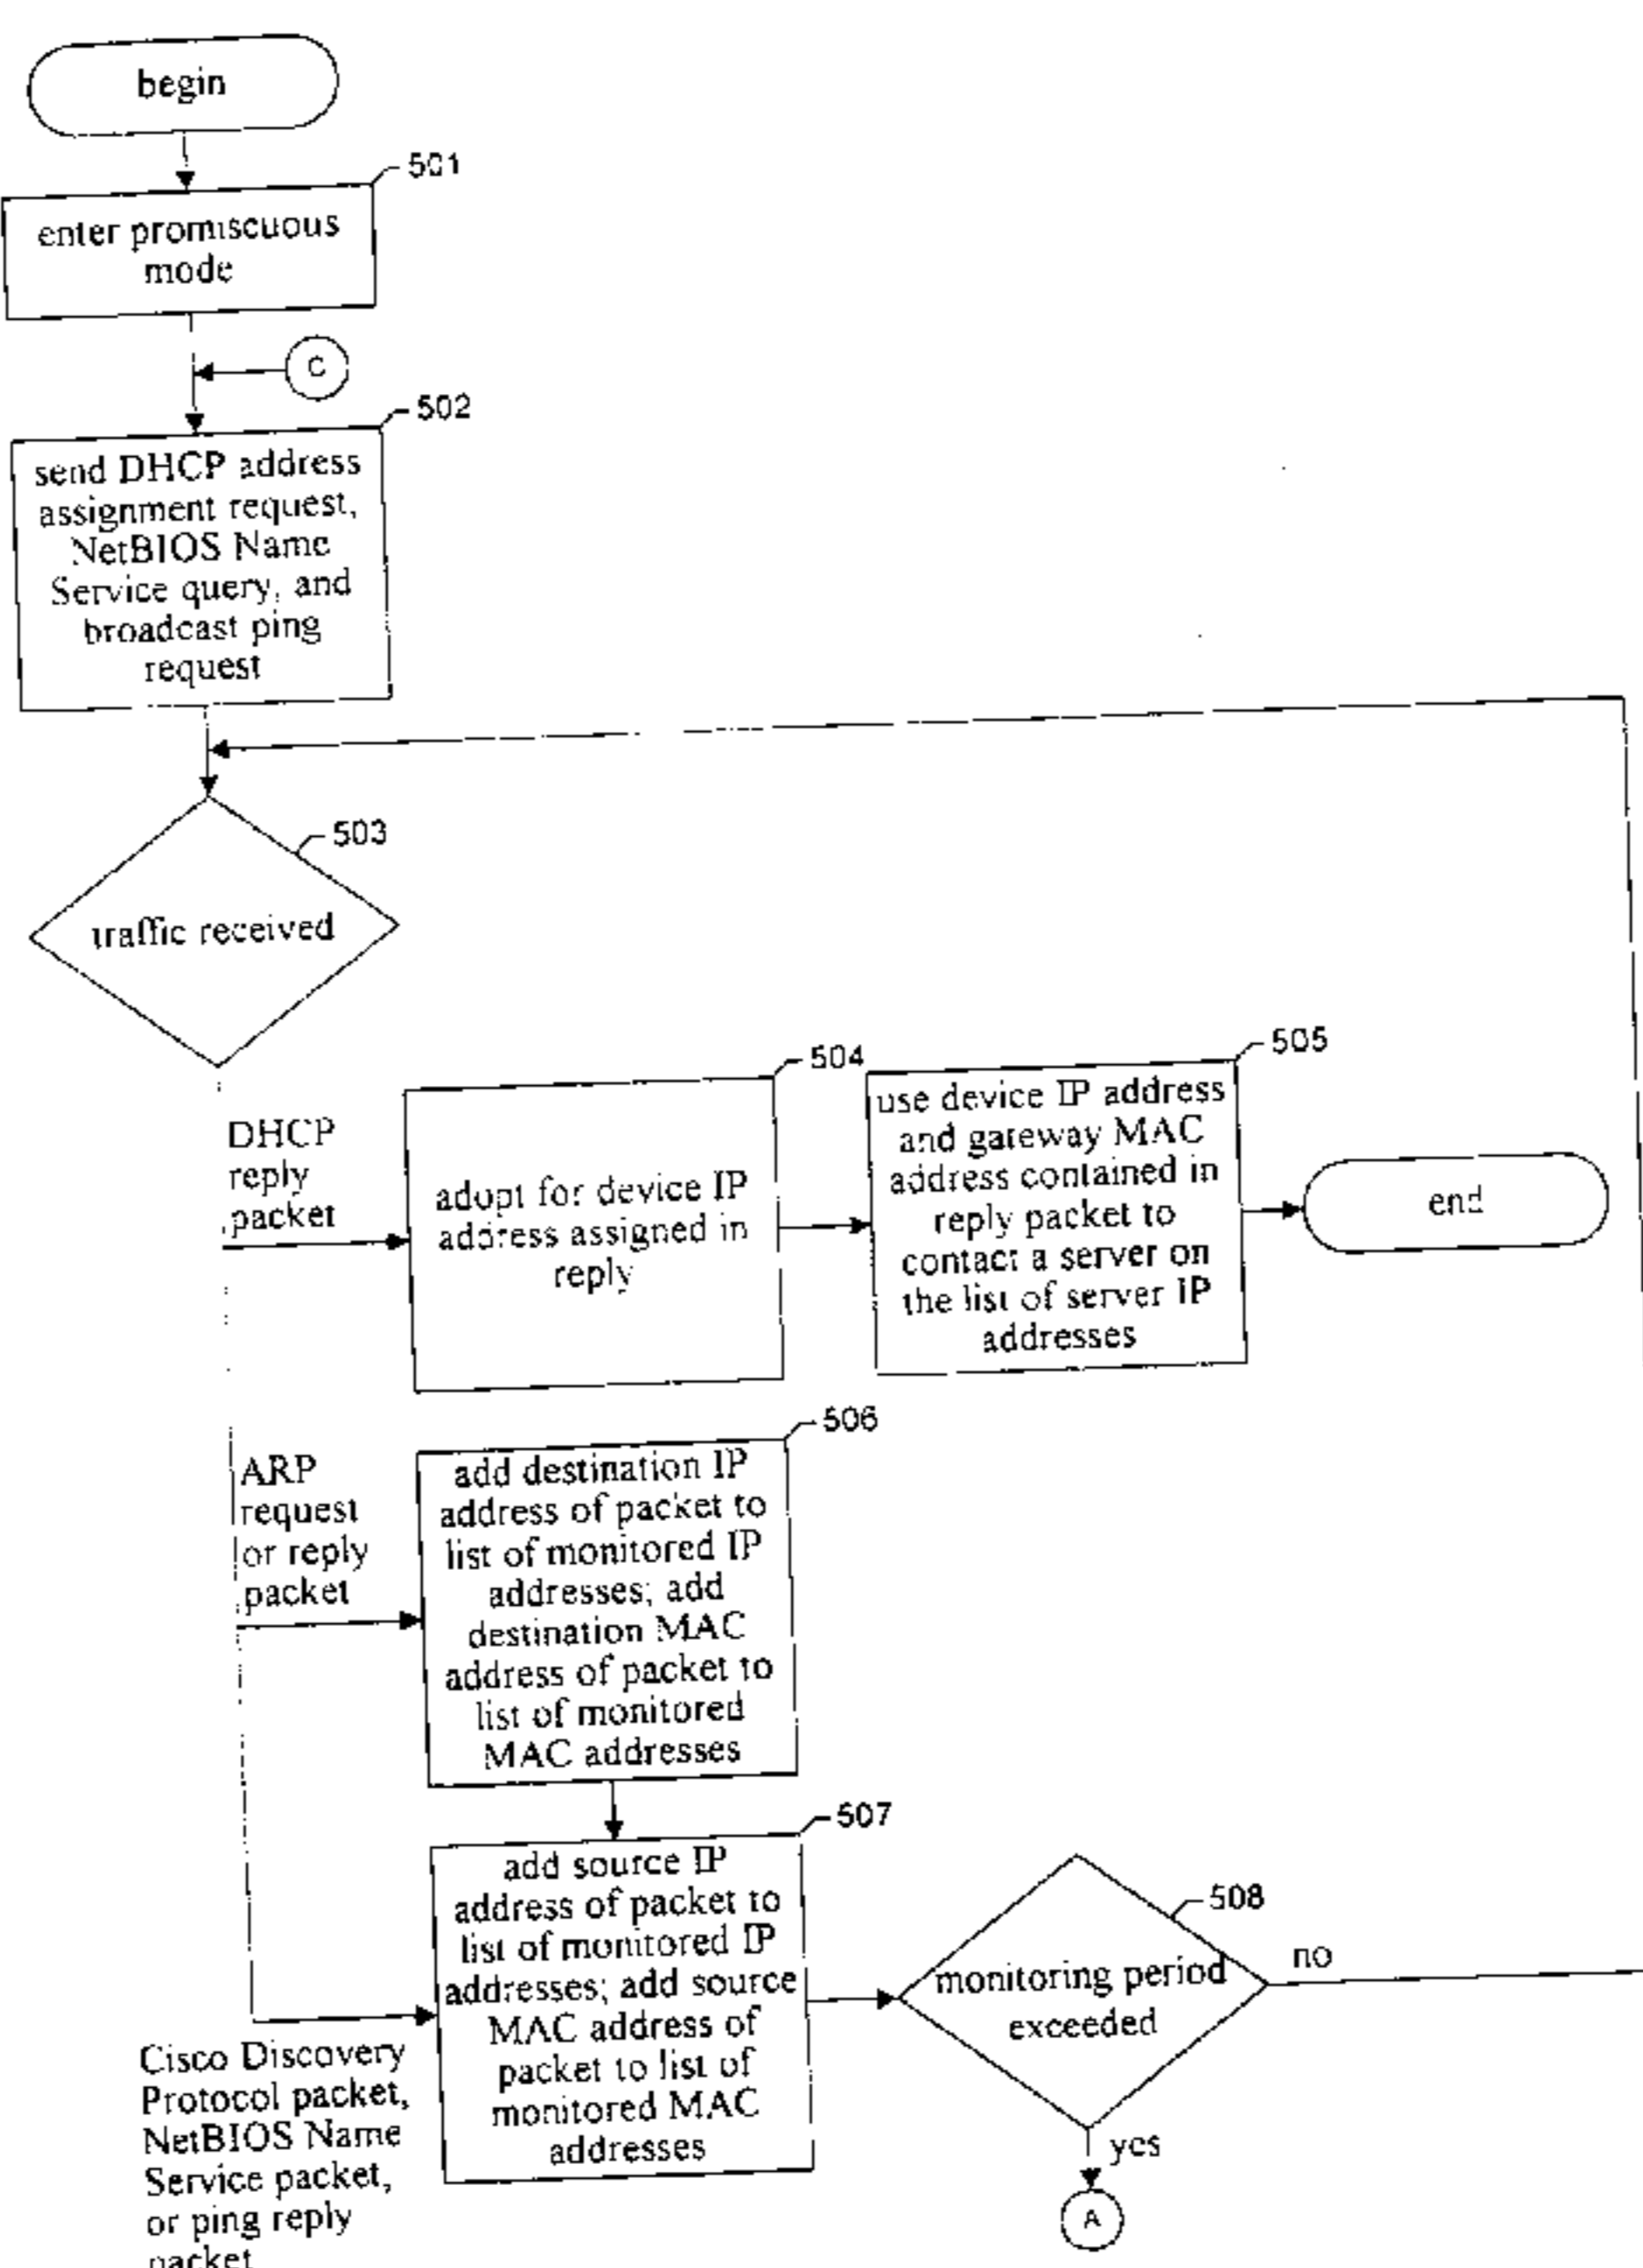 begin
501
enter promiscuous
mode
C
502
send DHCP address
assignment request,
NetBIOS Name
Service query, and
broadcast ping
request
503
traffic received
DHCP
reply
packet
504
adopt for device IP
address assigned in
reply
505
use device IP address
and gateway MAC
address contained in
reply packet to
contact a server on
the list of server IP
addresses
end
ARP
request
or reply
packet
506
add destination IP
address of packet to
list of monitored IP
addresses; add
destination MAC
address of packet to
list of monitored
MAC addresses
507
add source IP
address of packet to
list of monitored IP
addresses; add source
MAC address of
packet to list of
monitored MAC
addresses
508
monitoring period
exceeded
no
yes
A
Cisco Discovery
Protocol packet,
NetBIOS Name
Service packet,
or ping reply
packet